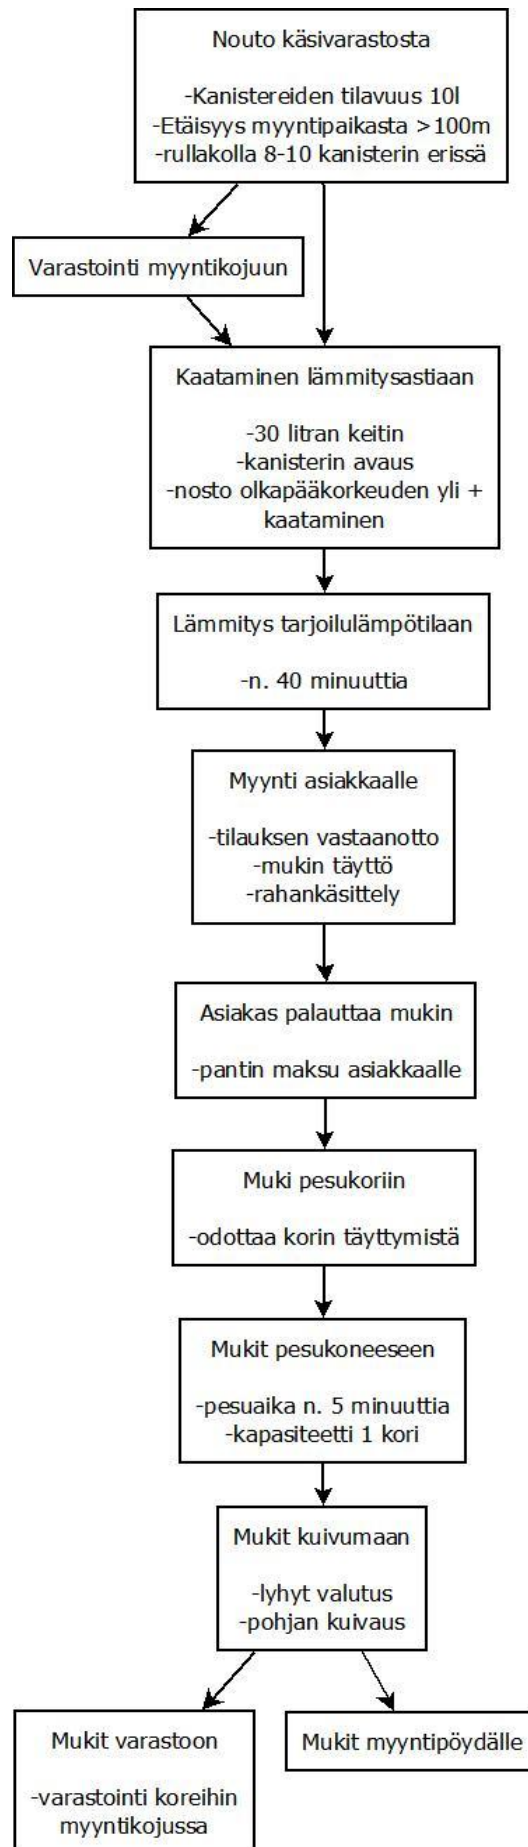 Nouto käsivarastosta
-Kanistereiden tilavuus 10l
-Etäisyys myyntipaikasta >100m
-rullakolla 8-10 kanisterin erissä
Varastointi myyntikojuun
Kaataminen lämmitysastiaan
-30 litran keitin
-kanisterin avaus
-nosto olkapääkorkeuden yli +
kaataminen
Lämmitys tarjoilulämpötilaan
-n. 40 minuuttia
Myynti asiakkaalle
-tilauksen vastaanotto
-mukin täyttö
-rahankäsittely
Asiakas palauttaa mukin
-pantin maksu asiakkaalle
Muki pesukoriin
-odottaa korin täyttymistä
Mukit pesukoneeseen
-pesuaika n. 5 minuuttia
-kapasiteetti 1 kori
Mukit kuivumaan
-lyhyt valutus
-pohjan kuivaus
Mukit varastoon
-varastointi koreihin
myyntikojussa
Mukit myyntipöydälle